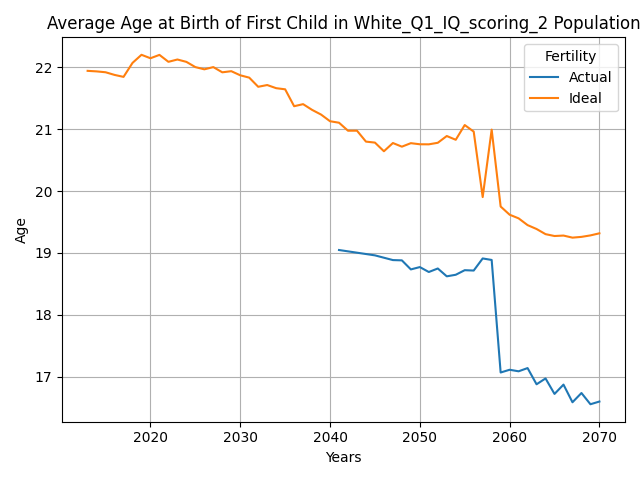 Average Age at Birth of First Child in White_Q1_IQ_scoring_2 Population
Fertility
Actual
Ideal
Age
22
21
20
19
18
17
2020 2030 2040 2050 2060 2070
Years